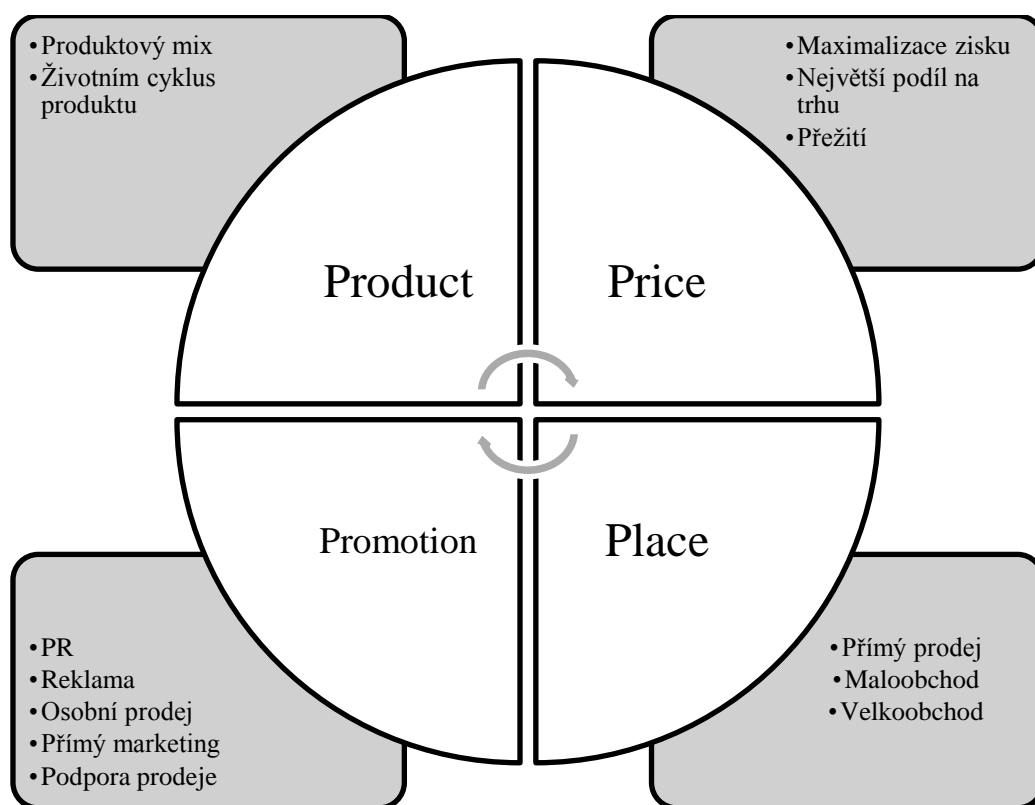 •Produktový mix
•Životním cyklus
produktu
•Maximalizace zisku
•Největší podíl na
trhu
•Přežití
Product
Price
Promotion
Place
•PR
•Reklama
•Osobní prodej
•Přímý marketing
•Podpora prodeje
•Přímý prodej
•Maloobchod
•Velkoobchod